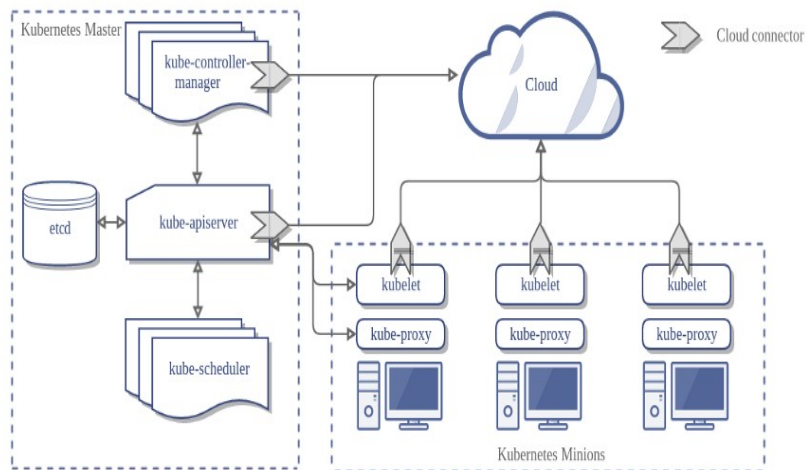 Kubernetes Master
kube-controller-
manager
Cloud connector
Cloud
etcd
kube-apiserver
kubelet
kubelet
kubelet
kube-proxy
kube-proxy
kube-proxy
kube-scheduler
Kubernetes Minions